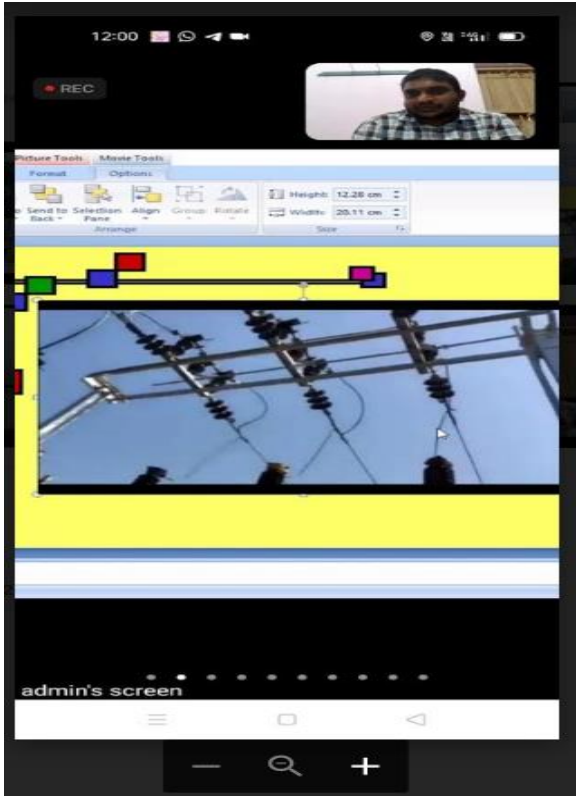 12:00
REC
Picture Tools Movie Tools
Format Options
Send to Back Selection Pane Align Group Rotate
Height: 12.28 cm
Width: 20.11 cm
Arrange Size
admin's screen